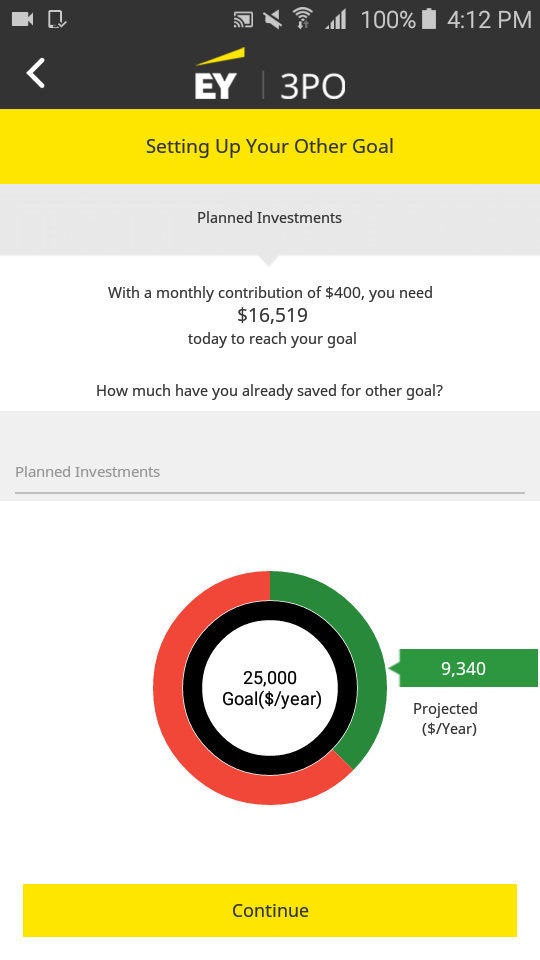 100% 4:12 PM
EY | 3PO
Setting Up Your Other Goal
Planned Investments
With a monthly contribution of $400, you need
$16,519
today to reach your goal
How much have you already saved for other goal?
Planned Investments
25,000
Goal($/year)
9,340
Projected
($/Year)
Continue